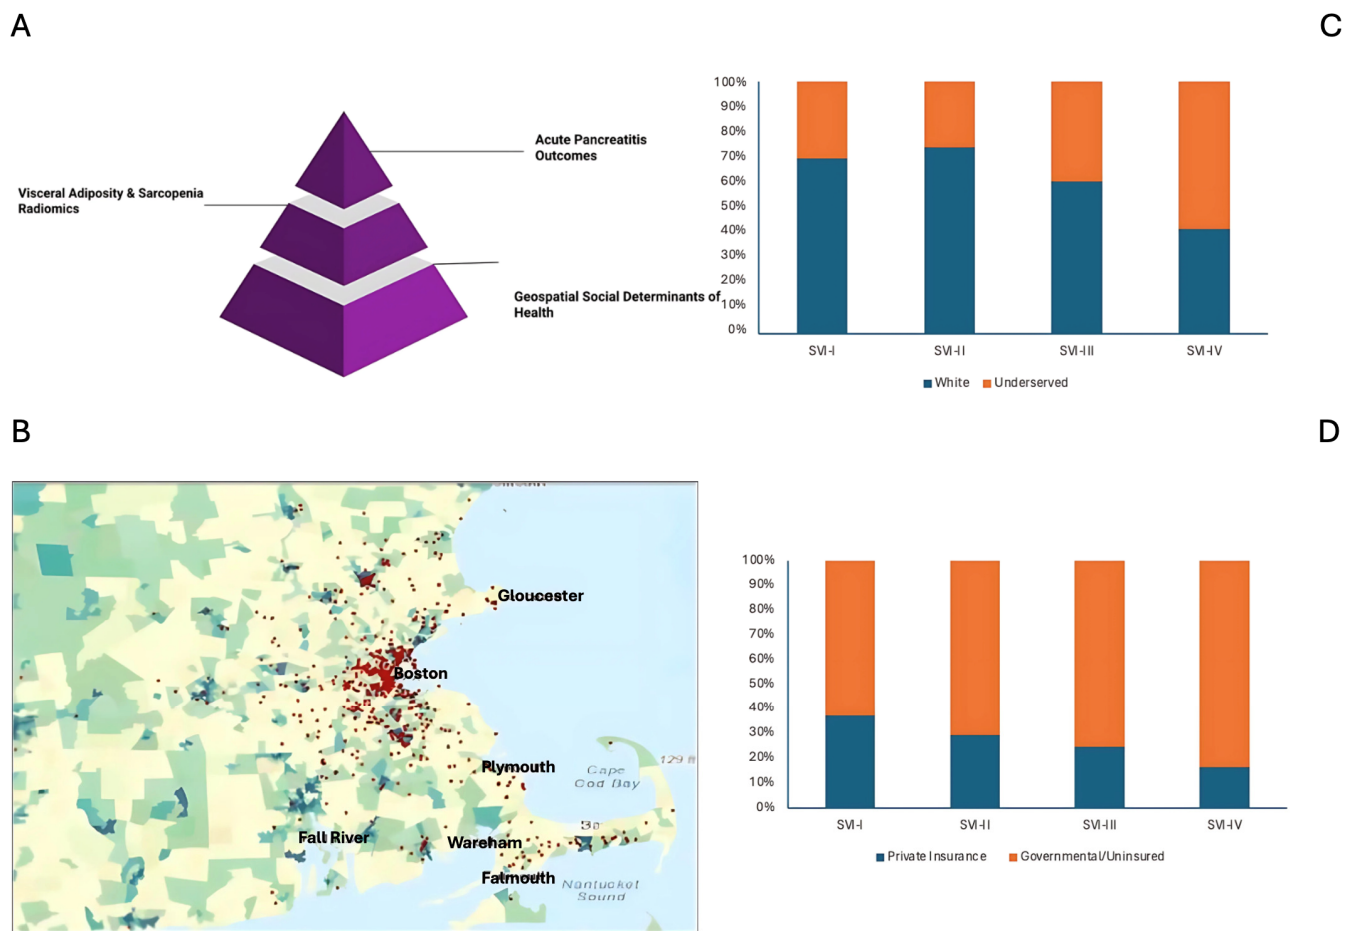 A
Acute Pancreatitis
Outcomes
Visceral Adiposity & Sarcopenia
Radiomics
Geospatial Social Determinants of
Health
C
100%
90%
80%
70%
60%
50%
40%
30%
20%
10%
0%
SVI-I
SVI-II
SVI-III
SVI-IV
White
Underserved
B
Gloucester
Boston
Plymouth
Cape
Cod Bay
129 ft
Fall River
Wareham
Falmouth
Nantucket
Sound
D
100%
90%
80%
70%
60%
50%
40%
30%
20%
10%
0%
SVI-I
SVI-II
SVI-III
SVI-IV
Private Insurance
Governmental/Uninsured